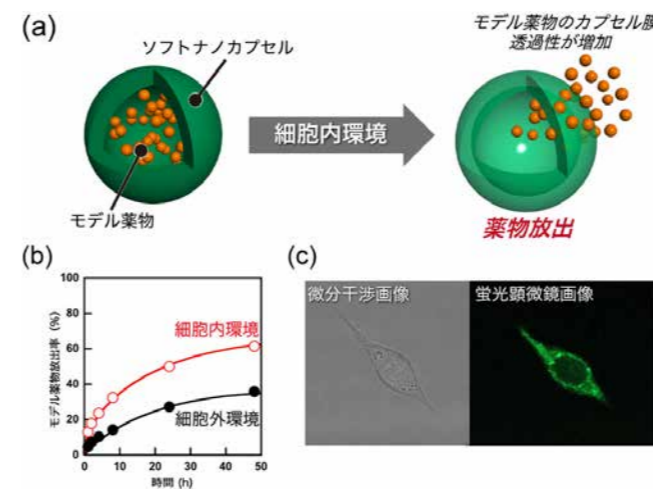 (a)
ソフトナノカプセル
モデル薬物
細胞内環境
モデル薬物のカプセル膜
透過性が増加
薬物放出
(b)
モデル薬物放出率 (%)
100
80
60
40
20
0
細胞内環境
細胞外環境
0
10
20
30
40
50
時間 (h)
(c)
微分干渉画像
蛍光顕微鏡画像